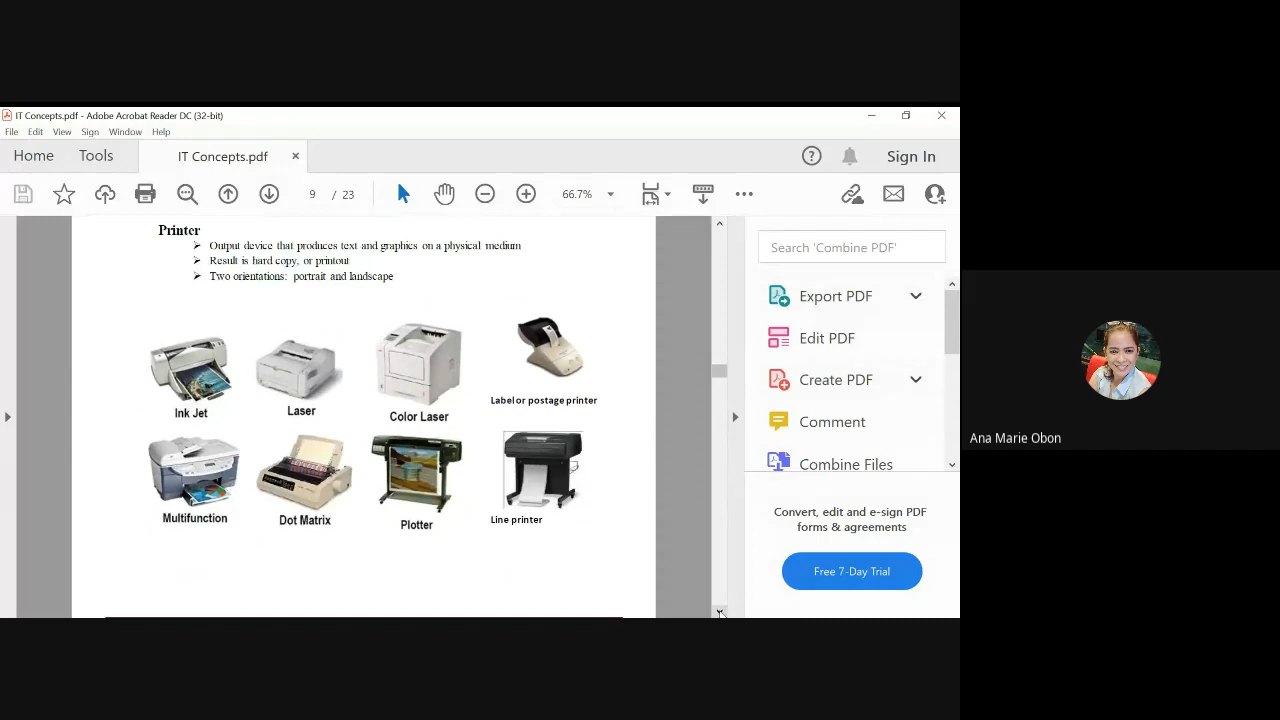 IT Concepts.pdf - Adobe Acrobat Reader DC (32-bit)
File Edit View Sign Window Help
Home Tools IT Concepts.pdf × Sign In
9 / 23 66.7%
Printer
➢ Output device that produces text and graphics on a physical medium
➢ Result is hard copy, or printout
➢ Two orientations: portrait and landscape
Ink Jet
Laser
Color Laser
Label or postage printer
Multifunction
Dot Matrix
Plotter
Line printer
Search 'Combine PDF'
Export PDF
Edit PDF
Create PDF
Comment
Combine Files
Convert, edit and e-sign PDF
forms & agreements
Free 7-Day Trial
Ana Marie Obon